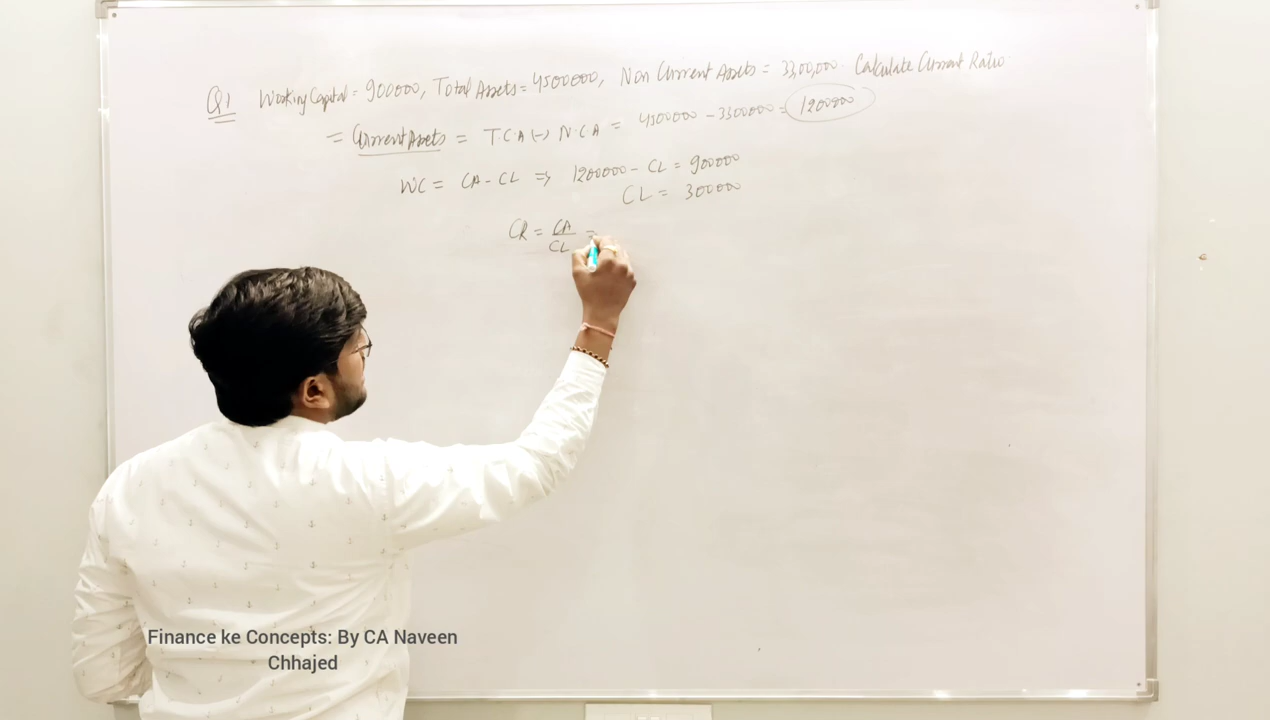 Q1 Working Capital = 900000, Total Assets = 4500000, Non Current Assets = 33,00,000. Calculate Current Ratio
= Current Assets = T.C.A (-) N.CA = 4500000 - 3300000 = 1200000
WC = CA - CL => 1200000 - CL = 900000
CL = 300000
CR = CA =
CL
Finance ke Concepts: By CA Naveen
Chhajed